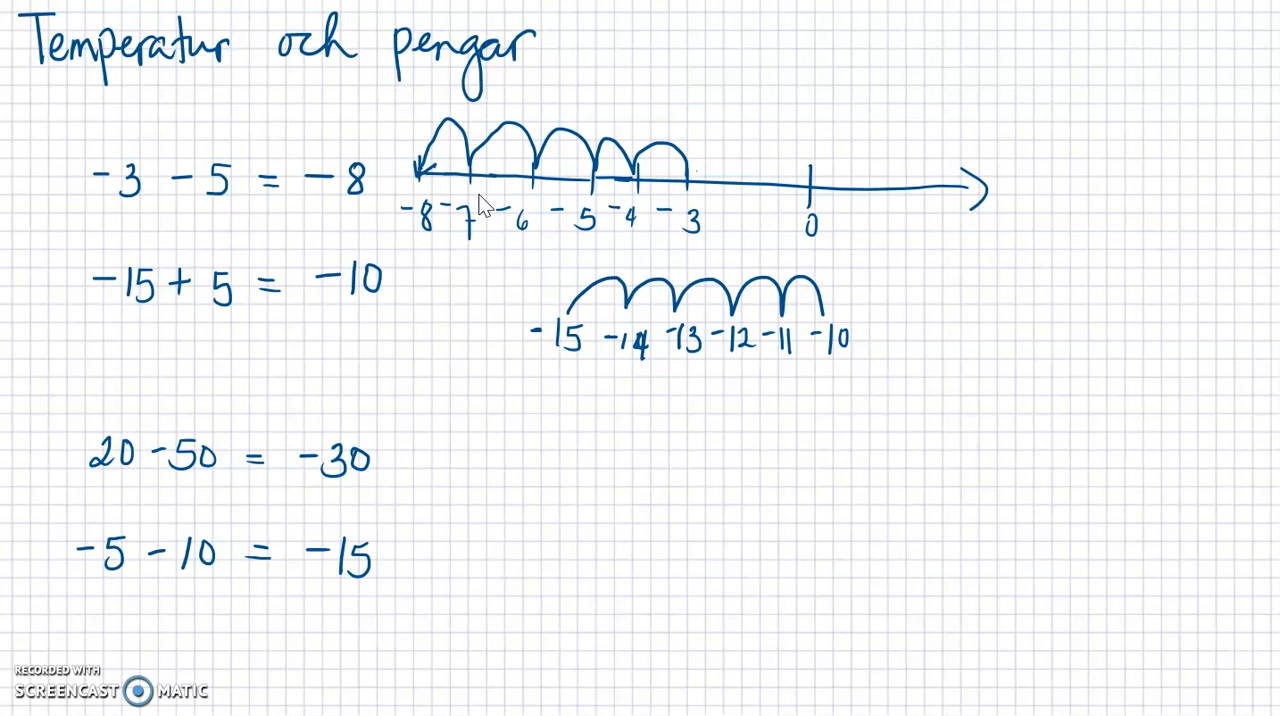 Temperatur och pengar
-3 - 5 = -8
-8 -7 -6 -5 -4 -3 0
-15 + 5 = -10
-15 -14 -13 -12 -11 -10
20 - 50 = -30
-5 - 10 = -15
RECORDED WITH
SCREENCAST MATIC